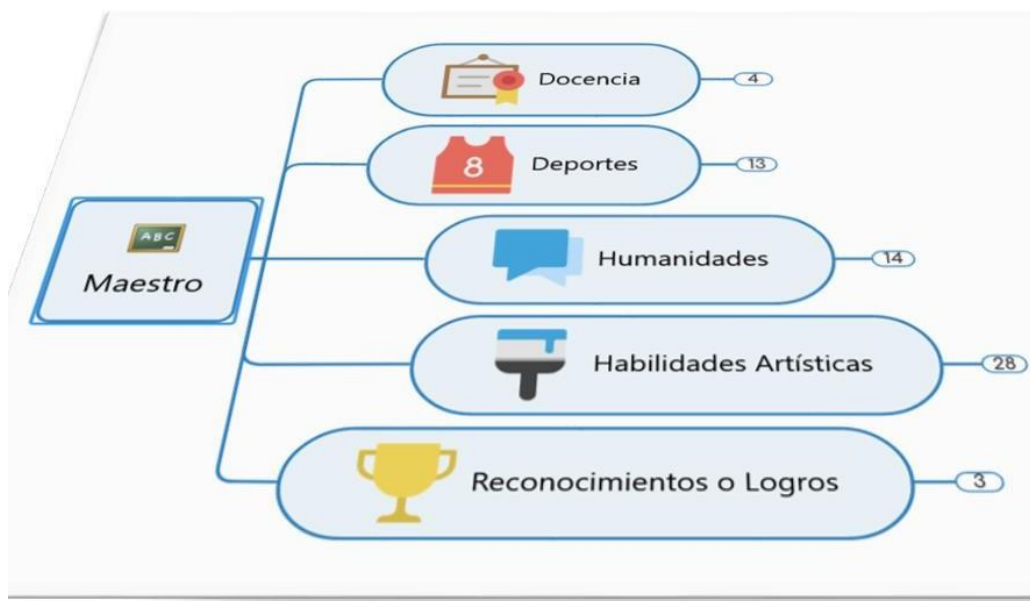 Docencia
4
8
Deportes
13
ABC
Maestro
Humanidades
14
Habilidades Artísticas
28
Reconocimientos o Logros
3